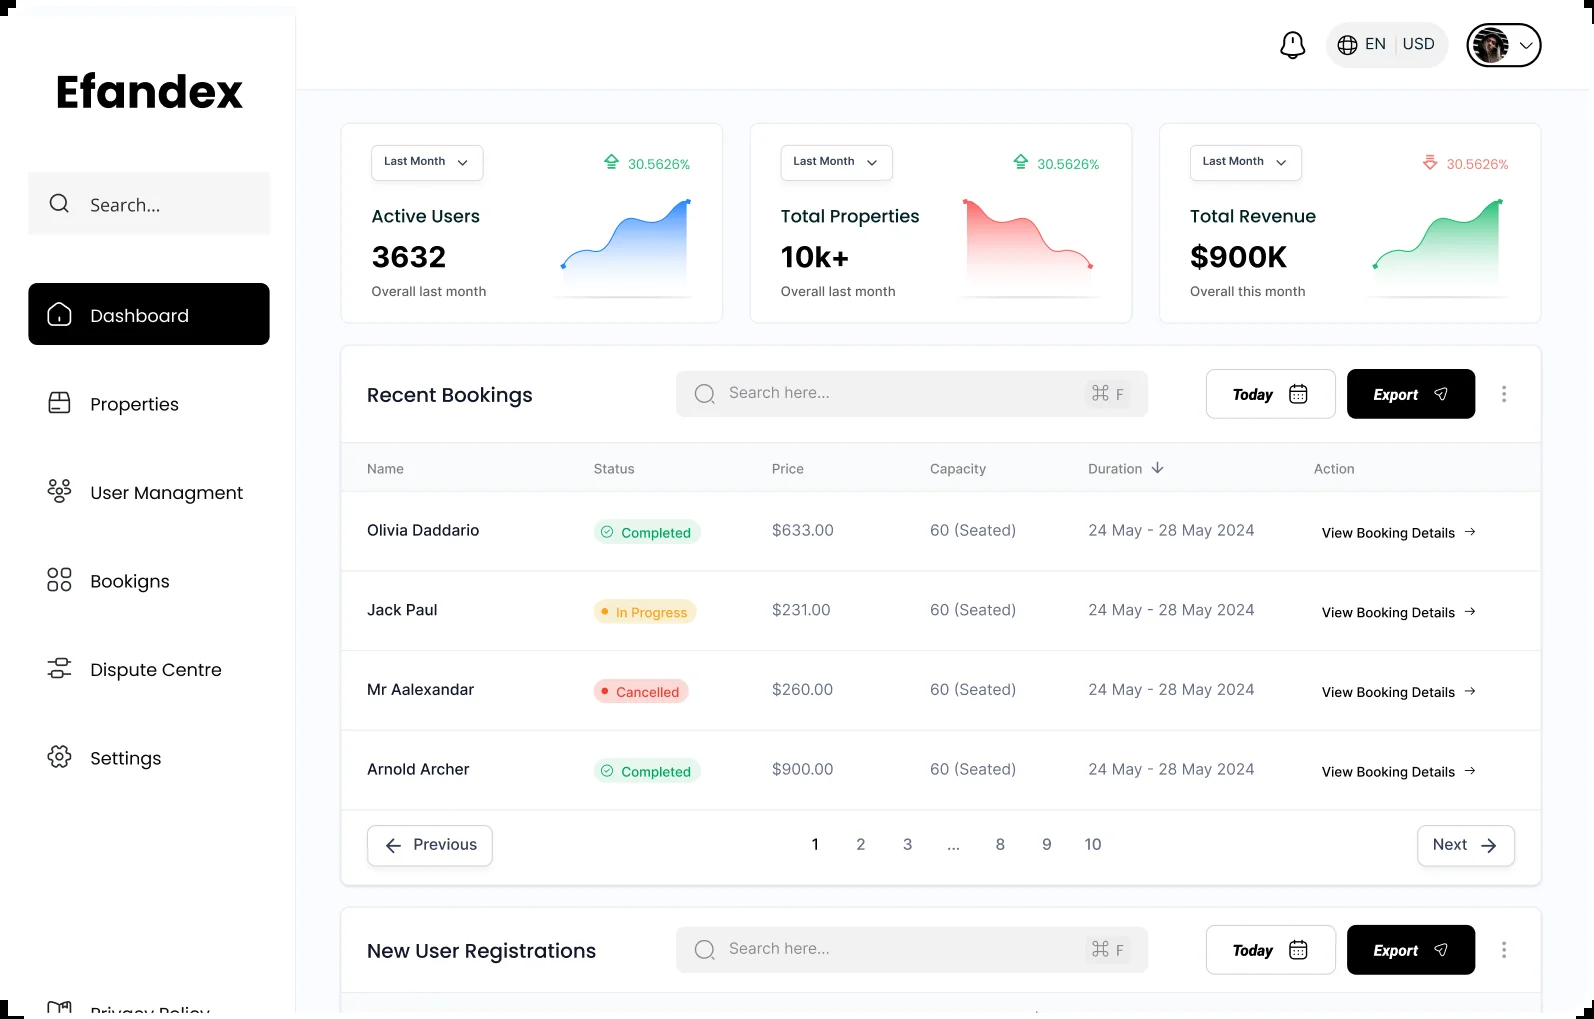 Efandex
EN USD
Search...
Dashboard
Properties
User Managment
Bookigns
Dispute Centre
Settings
Privacy Policy
Last Month 30.5626%
Active Users
3632
Overall last month
Last Month 30.5626%
Total Properties
10k+
Overall last month
Last Month 30.5626%
Total Revenue
$900K
Overall this month
Recent Bookings Search here... ⌘ F Today Export
Name Status Price Capacity Duration Action
Olivia Daddario Completed $633.00 60 (Seated) 24 May - 28 May 2024 View Booking Details
Jack Paul In Progress $231.00 60 (Seated) 24 May - 28 May 2024 View Booking Details
Mr Aalexandar Cancelled $260.00 60 (Seated) 24 May - 28 May 2024 View Booking Details
Arnold Archer Completed $900.00 60 (Seated) 24 May - 28 May 2024 View Booking Details
Previous 1 2 3 ... 8 9 10 Next
New User Registrations Search here... ⌘ F Today Export